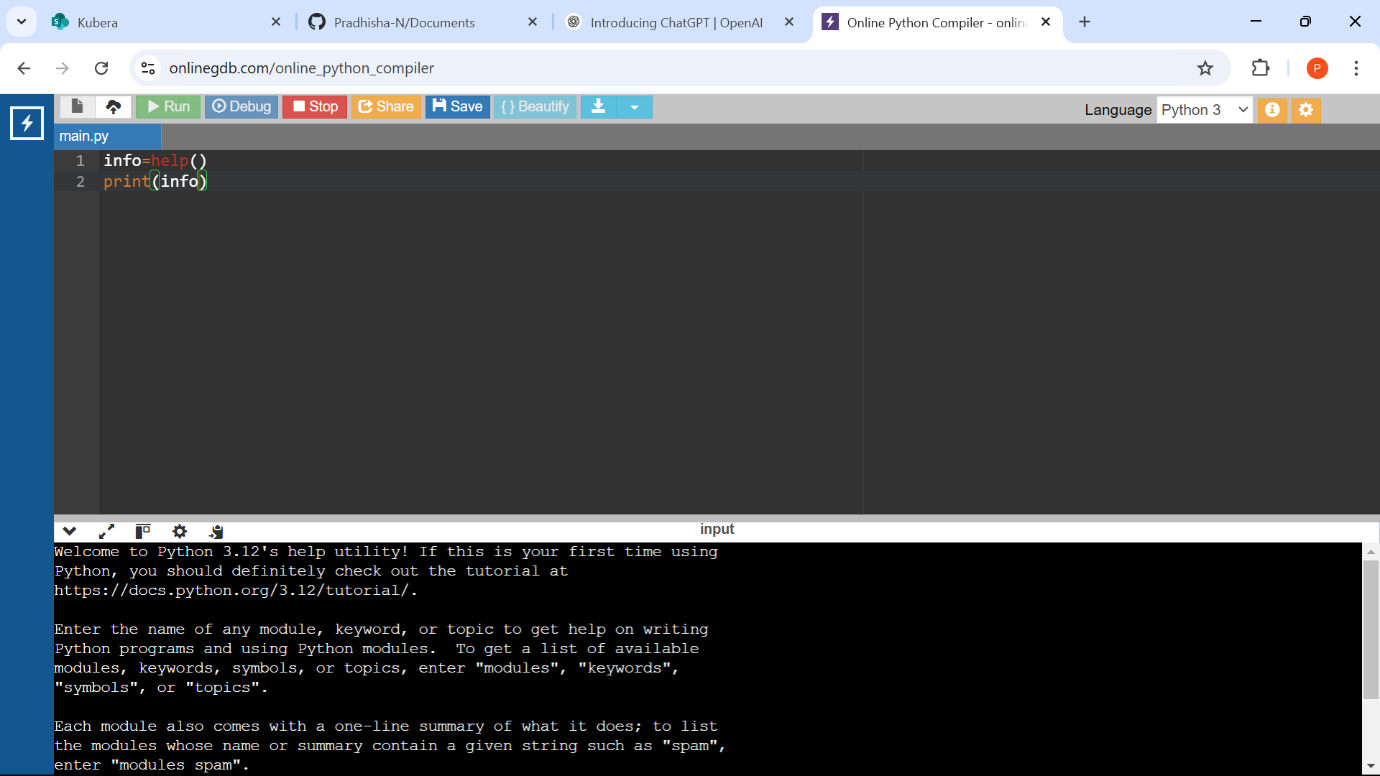 Kubera
Pradhisha-N/Documents
Introducing ChatGPT | OpenAI
Online Python Compiler - onlin
onlinegdb.com/online_python_compiler
P
Run
Debug
Stop
Share
Save
{ } Beautify
Language
Python 3
main.py
1 info=help()
2 print(info)
input
Welcome to Python 3.12's help utility! If this is your first time using
Python, you should definitely check out the tutorial at
https://docs.python.org/3.12/tutorial/.
Enter the name of any module, keyword, or topic to get help on writing
Python programs and using Python modules.  To get a list of available
modules, keywords, symbols, or topics, enter "modules", "keywords",
"symbols", or "topics".
Each module also comes with a one-line summary of what it does; to list
the modules whose name or summary contain a given string such as "spam",
enter "modules spam".